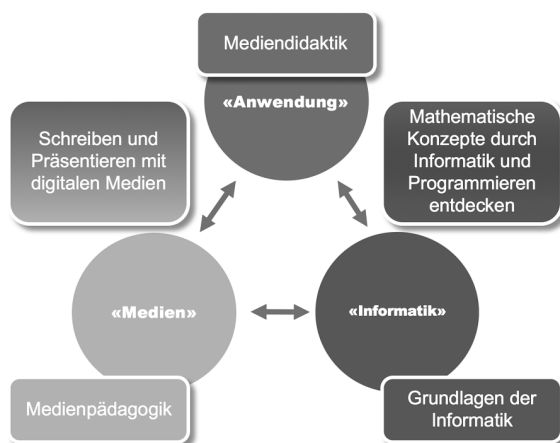 Mediendidaktik
«Anwendung»
Schreiben und
Präsentieren mit
digitalen Medien
Mathematische
Konzepte durch
Informatik und
Programmieren
entdecken
«Medien»
«Informatik»
Medienpädagogik
Grundlagen der
Informatik